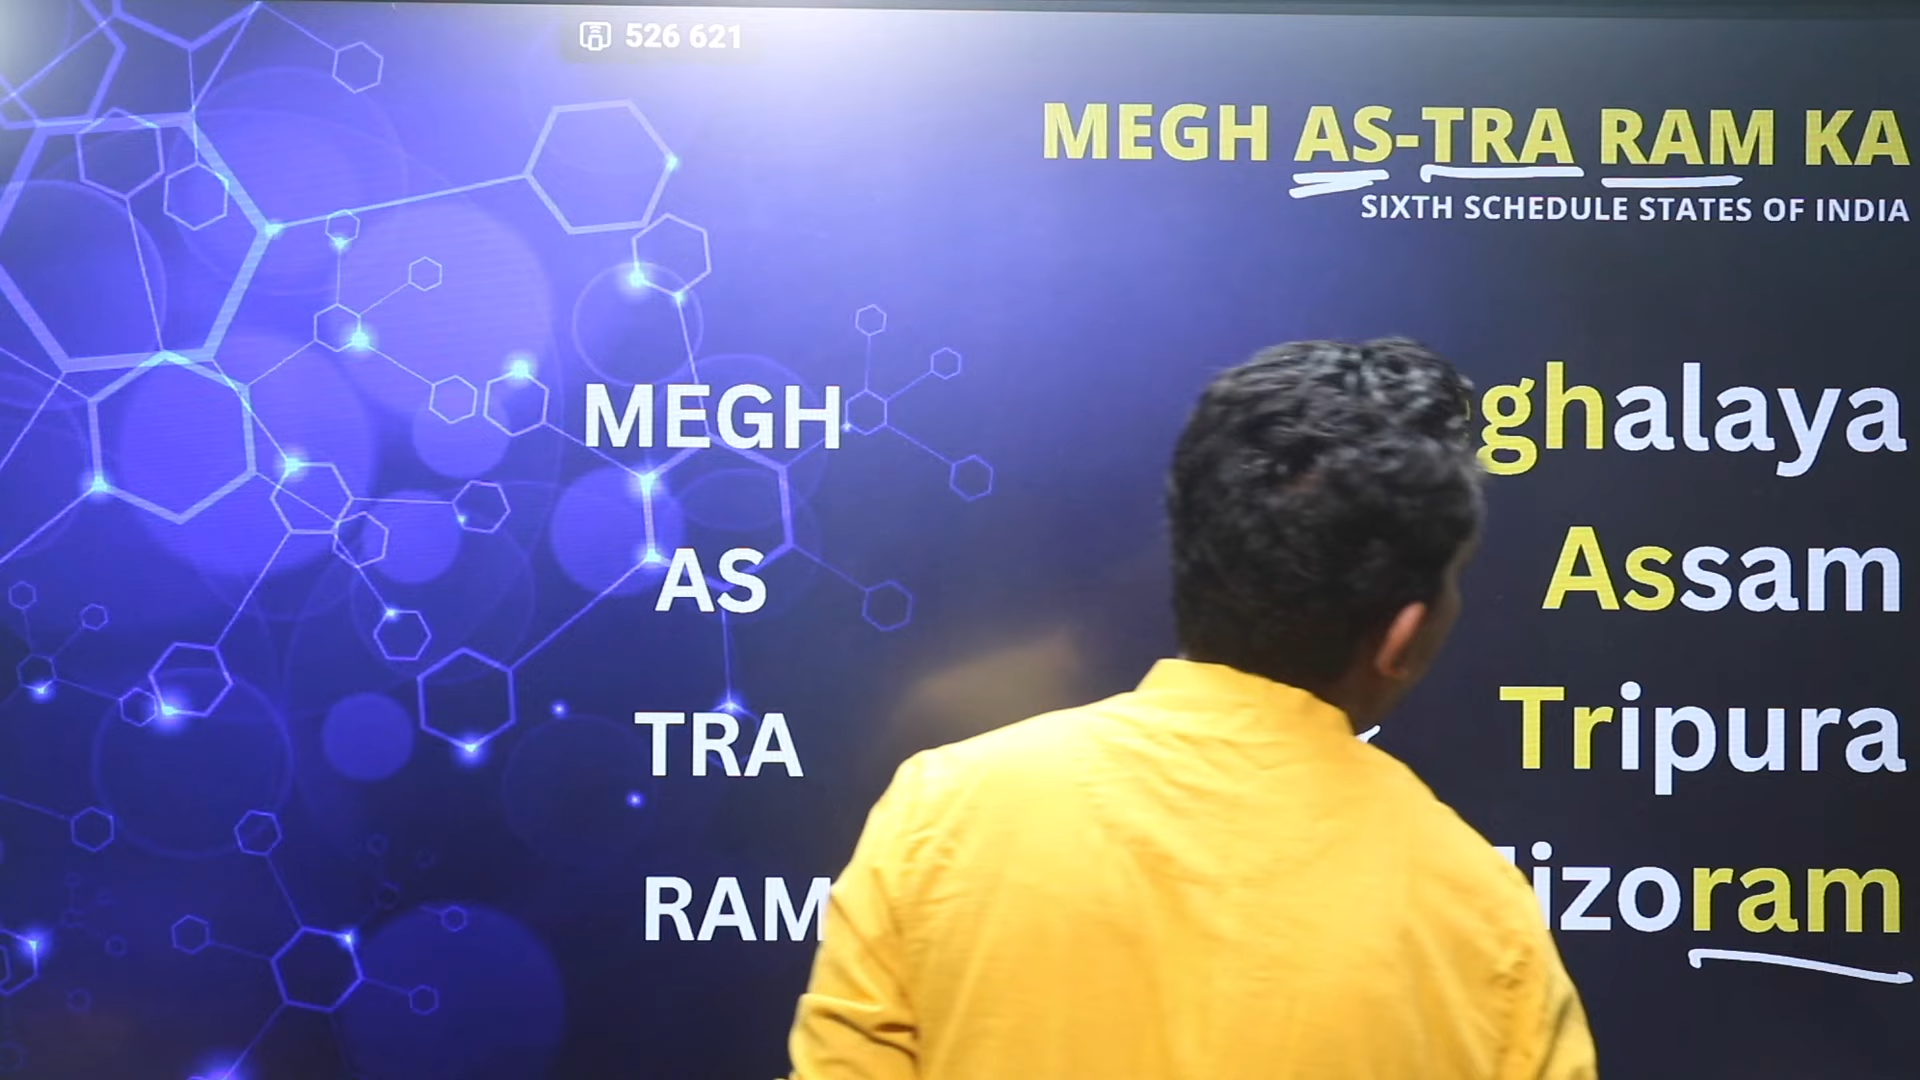 526 621
MEGH AS-TRA RAM KA
SIXTH SCHEDULE STATES OF INDIA
MEGH ghalaya
AS Assam
TRA Tripura
RAM izoram